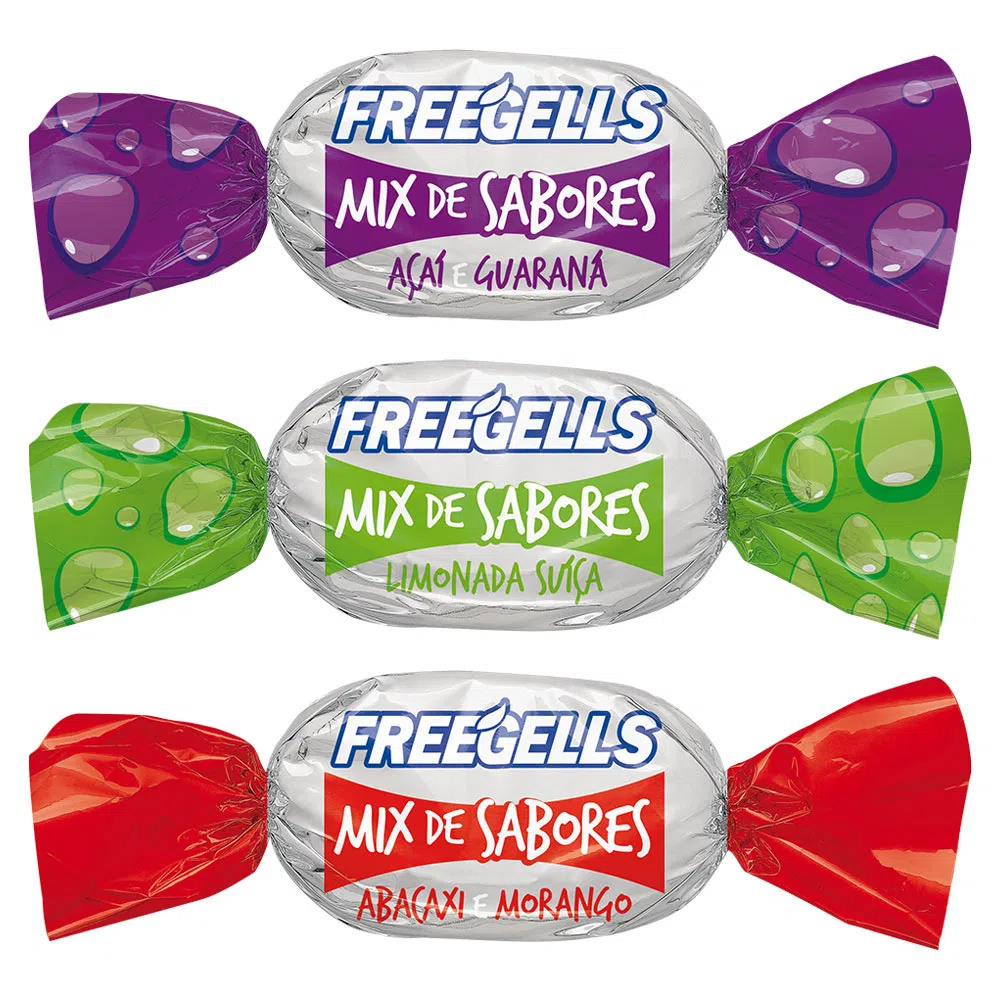 FREEGELLS
MIX DE SABORES
AÇAÍ E GUARANÁ
FREEGELLS
MIX DE SABORES
LIMONADA SUÍÇA
FREEGELLS
MIX DE SABORES
ABACAXI E MORANGO